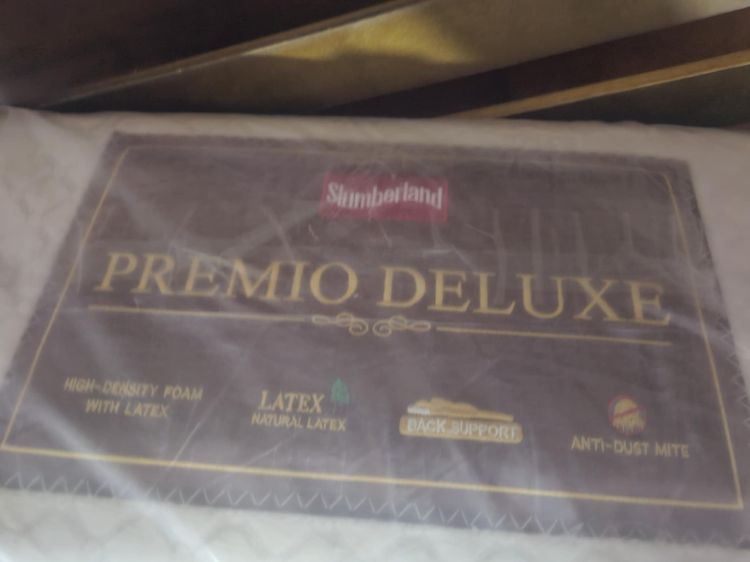 Slumberland
PREMIO DELUXE
HIGH-DENSITY FOAM
WITH LATEX
LATEX
NATURAL LATEX
BACK SUPPORT
ANTI-DUST MITE